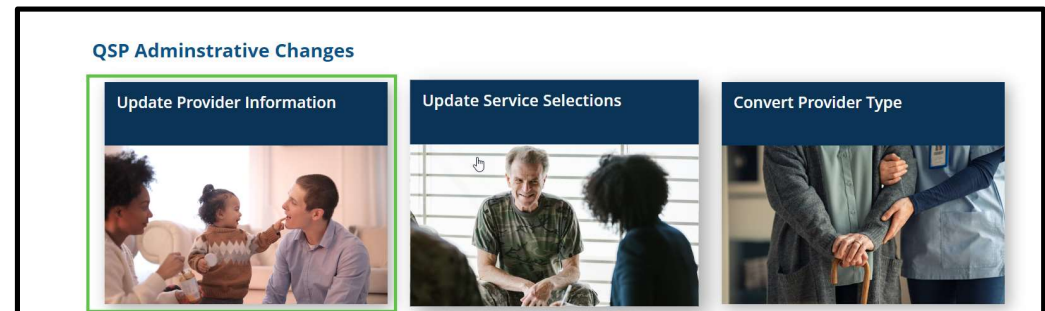 QSP Adminstrative Changes
Update Provider Information
Update Service Selections
Convert Provider Type